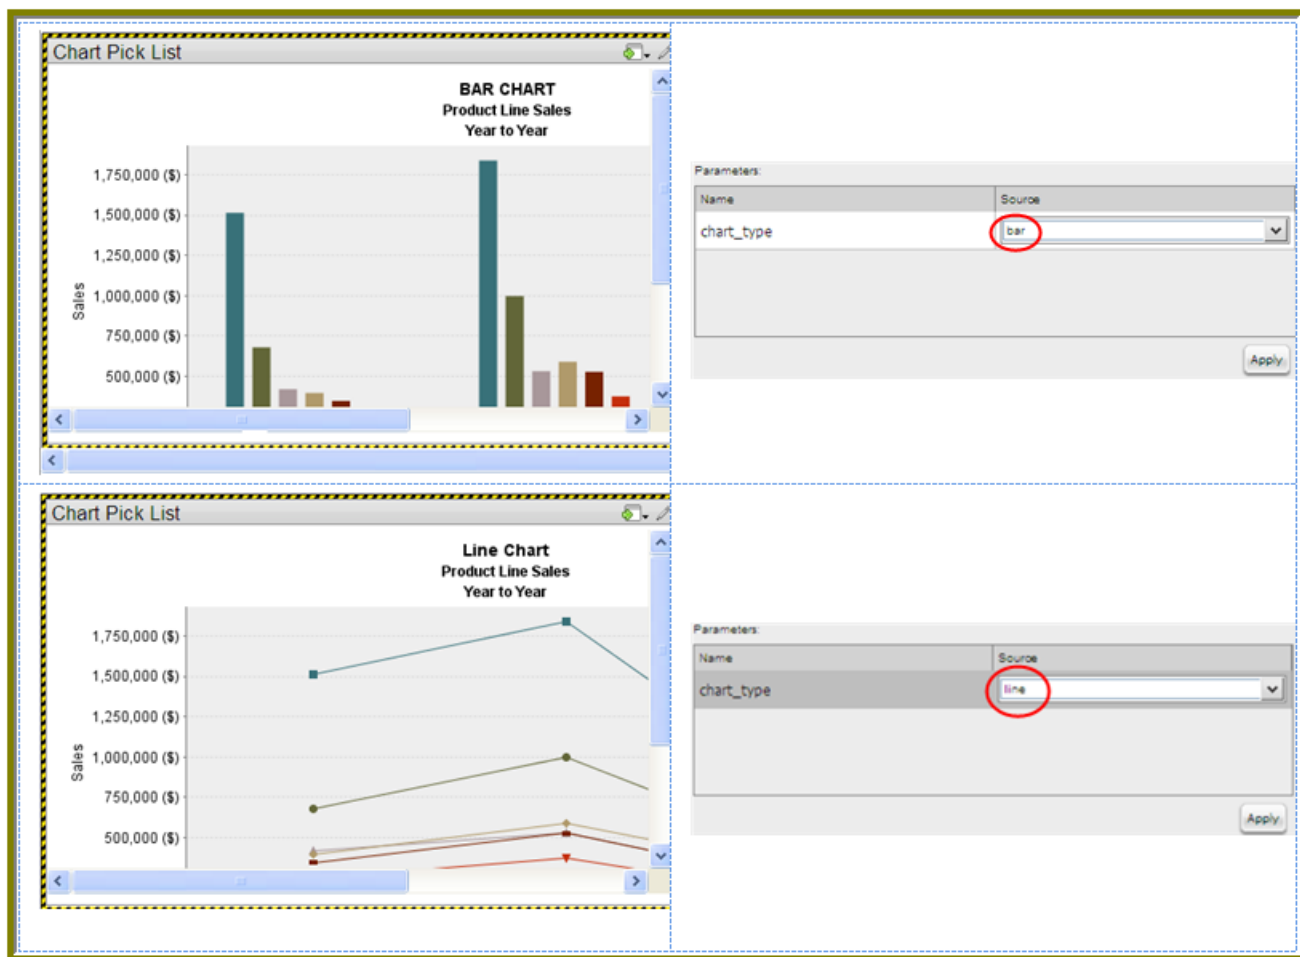 Chart Pick List
BAR CHART
Product Line Sales
Year to Year
1,750,000 ($)
1,500,000 ($)
1,250,000 ($)
1,000,000 ($)
750,000 ($)
500,000 ($)
Sales
Parameters:
Name Source
chart_type bar
Apply
Chart Pick List
Line Chart
Product Line Sales
Year to Year
1,750,000 ($)
1,500,000 ($)
1,250,000 ($)
1,000,000 ($)
750,000 ($)
500,000 ($)
Sales
Parameters:
Name Source
chart_type line
Apply